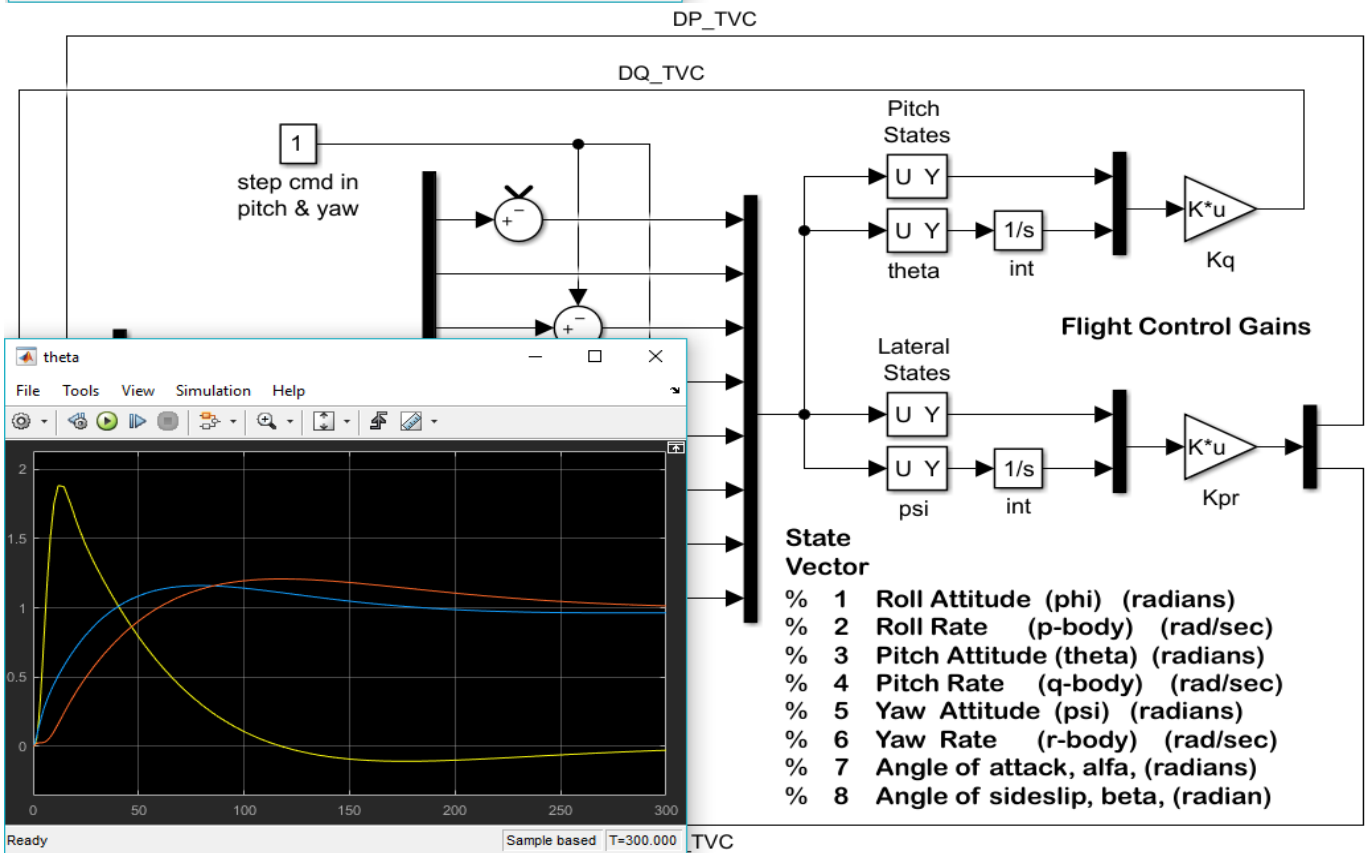 DP_TVC
DQ_TVC
1
step cmd in
pitch & yaw
+
−
+
−
Pitch
States
U Y
U Y
theta
1/s
int
K*u
Kq
Flight Control Gains
Lateral
States
U Y
U Y
psi
1/s
int
K*u
Kpr
theta
File Tools View Simulation Help
2
1.5
1
0.5
0
0 50 100 150 200 250 300
Ready Sample based T=300.000
_TVC
State
Vector
% 1 Roll Attitude (phi) (radians)
% 2 Roll Rate (p-body) (rad/sec)
% 3 Pitch Attitude (theta) (radians)
% 4 Pitch Rate (q-body) (rad/sec)
% 5 Yaw Attitude (psi) (radians)
% 6 Yaw Rate (r-body) (rad/sec)
% 7 Angle of attack, alfa, (radians)
% 8 Angle of sideslip, beta, (radian)